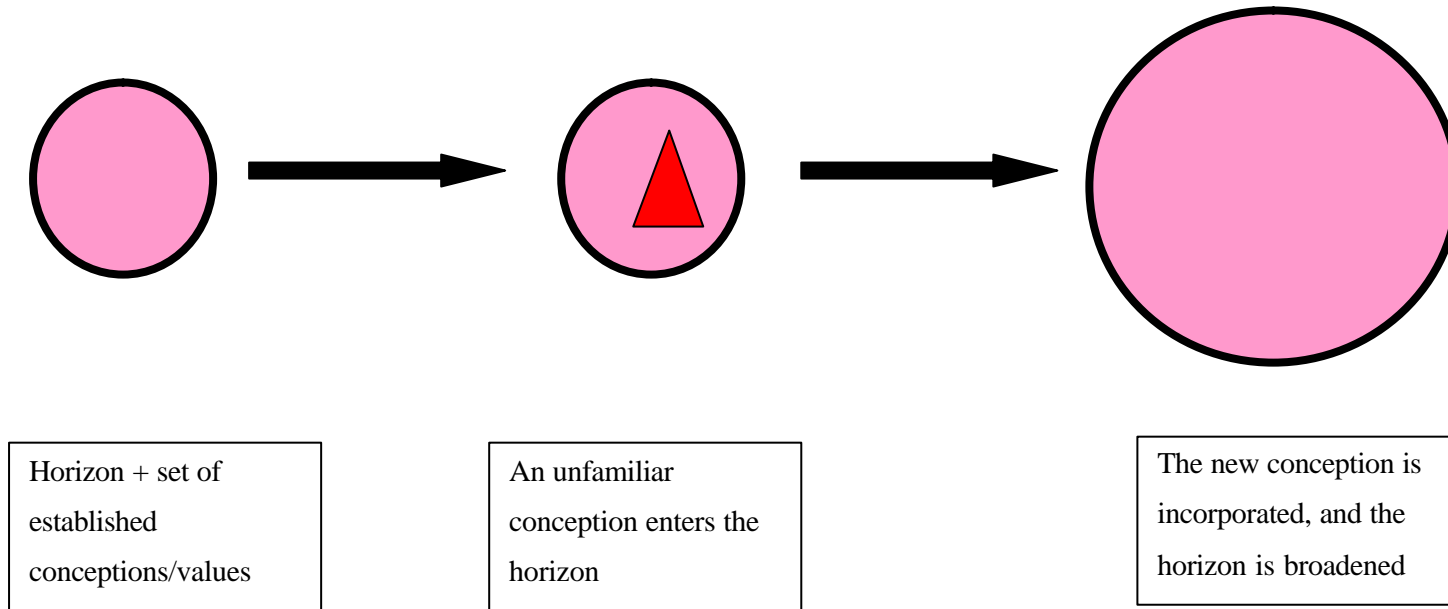 Horizon + set of
established
conceptions/values
An unfamiliar
conception enters the
horizon
The new conception is
incorporated, and the
horizon is broadened